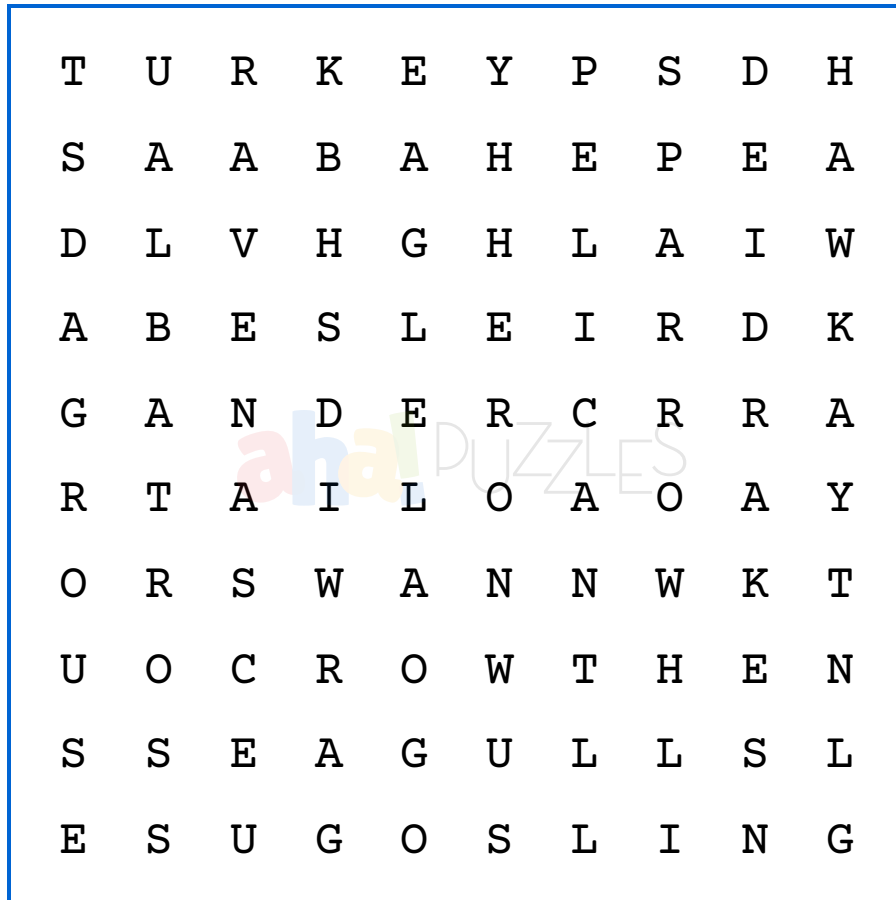 T U R K E Y P S D H
S A A B A H E P E A
D L V H G H L A I W
A B E S L E I R D K
G A N D E R C R R A
R T A I L O A O A Y
O R S W A N N W K T
U O C R O W T H E N
S S E A G U L L S L
E S U G O S L I N G
aha! PUZZLES